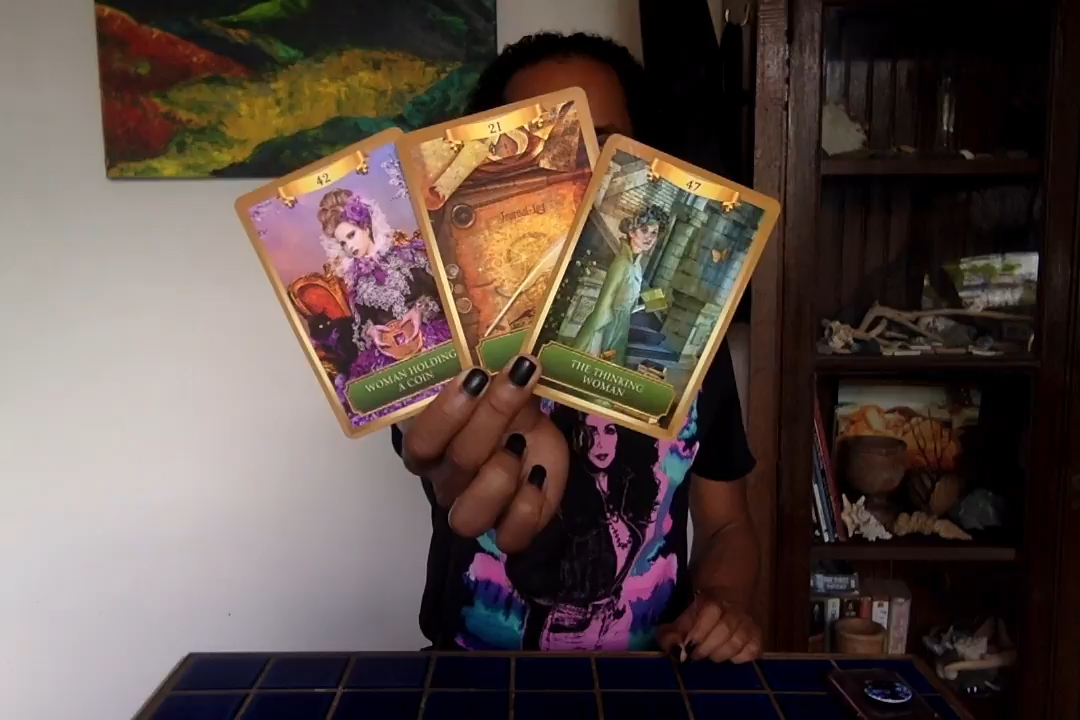 42
WOMAN HOLDING
A COIN
21
47
THE THINKING
WOMAN